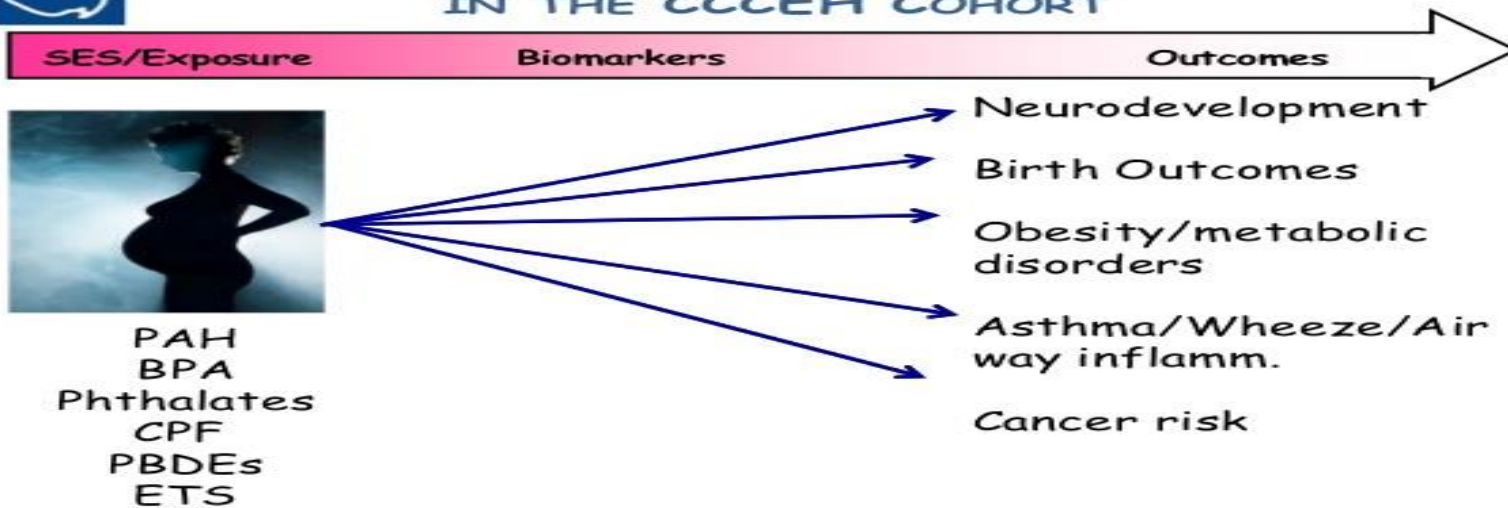 IN THE CCCEH COHORT
SES/Exposure Biomarkers Outcomes
Neurodevelopment
Birth Outcomes
Obesity/metabolic
disorders
Asthma/Wheeze/Air
way inflamm.
Cancer risk
PAH
BPA
Phthalates
CPF
PBDEs
ETS